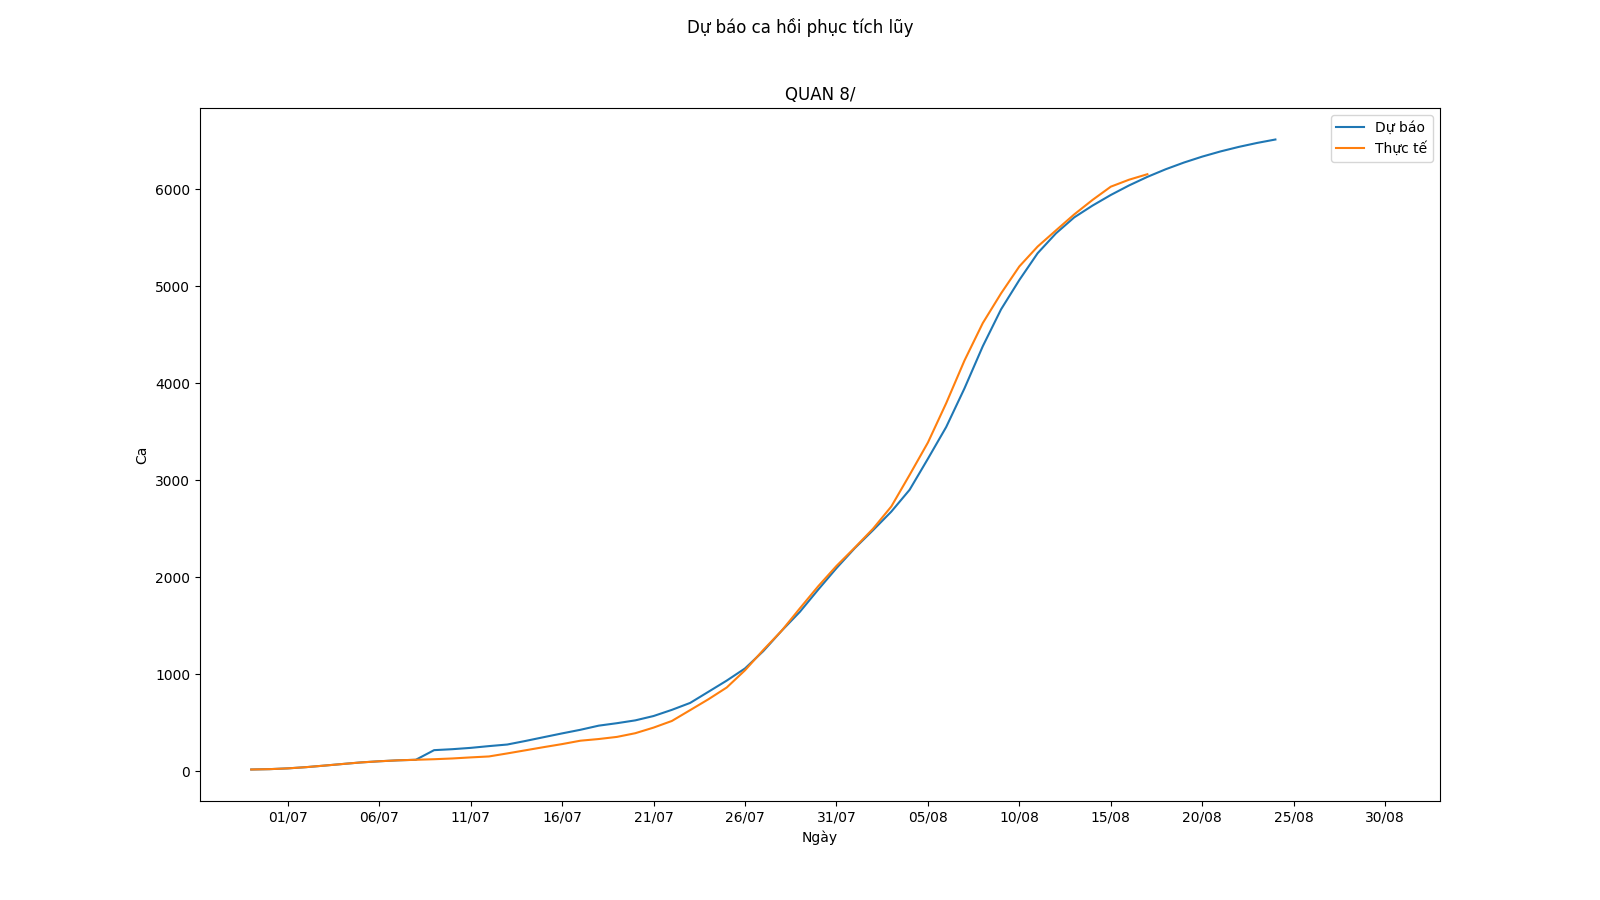 Dự báo ca hồi phục tích lũy
QUAN 8/
Dự báo
Thực tế
Ca
6000
5000
4000
3000
2000
1000
0
01/07 06/07 11/07 16/07 21/07 26/07 31/07 05/08 10/08 15/08 20/08 25/08 30/08
Ngày